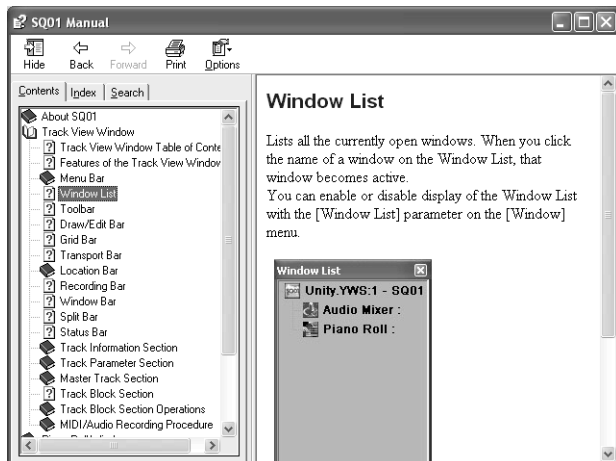 SQ01 Manual
Hide Back Forward Print Options
Contents Index Search
About SQ01
Track View Window
Track View Window Table of Conte
Features of the Track View Window
Menu Bar
Window List
Toolbar
Draw/Edit Bar
Grid Bar
Transport Bar
Location Bar
Recording Bar
Window Bar
Split Bar
Status Bar
Track Information Section
Track Parameter Section
Master Track Section
Track Block Section
Track Block Section Operations
MIDI/Audio Recording Procedure
Window List
Lists all the currently open windows. When you click
the name of a window on the Window List, that
window becomes active.
You can enable or disable display of the Window List
with the [Window List] parameter on the [Window]
menu.
Window List
Unity.YWS:1 - SQ01
Audio Mixer :
Piano Roll :